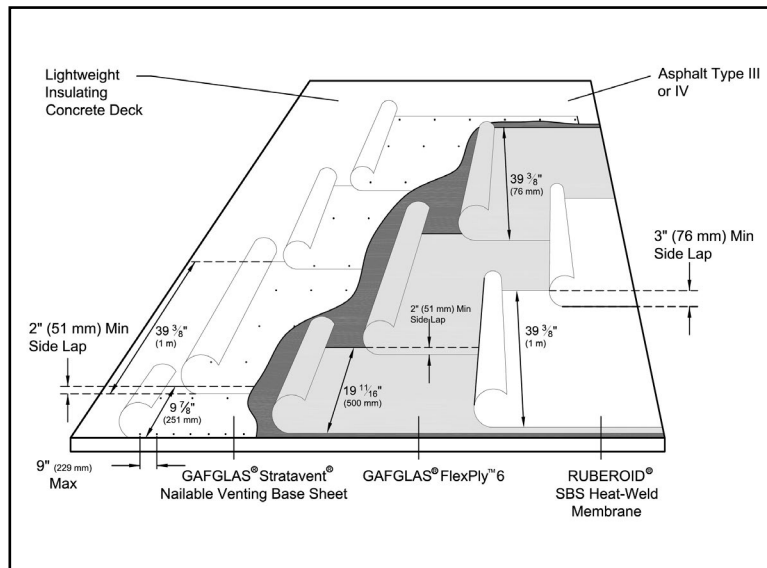 Lightweight
Insulating
Concrete Deck
Asphalt Type III
or IV
39 3/8"
(76 mm)
3" (76 mm) Min
Side Lap
2" (51 mm) Min
Side Lap
39 3/8"
(1 m)
2" (51 mm) Min
Side Lap
39 3/8"
(1 m)
9 7/8"
(251 mm)
19 11/16"
(500 mm)
9" (229 mm)
Max
GAFGLAS® Stratavent®
Nailable Venting Base Sheet
GAFGLAS® FlexPly™6
RUBEROID®
SBS Heat-Weld
Membrane